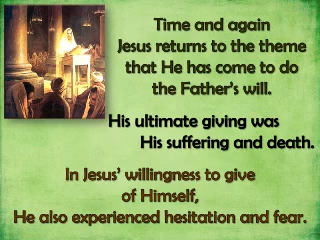 Time and again
Jesus returns to the theme
that He has come to do
the Father's will.
His ultimate giving was
His suffering and death.
In Jesus' willingness to give
of Himself,
He also experienced hesitation and fear.